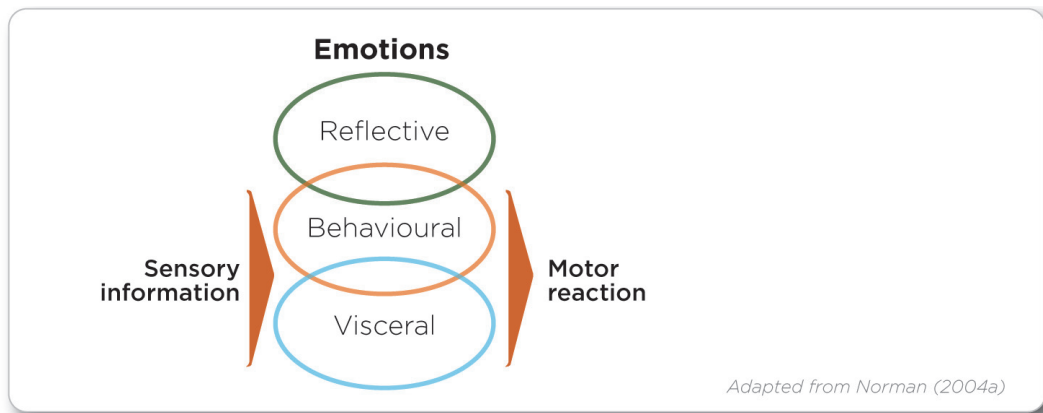 Emotions
Reflective
Behavioural
Sensory
information
Motor
reaction
Visceral
Adapted from Norman (2004a)